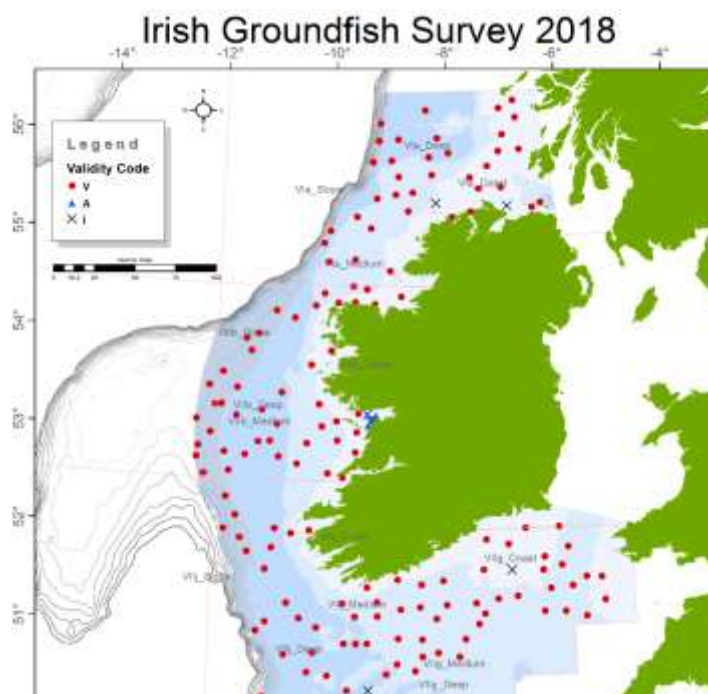 Irish Groundfish Survey 2018
-14°
-12°
-10°
-8°
-6°
-4°
56°
55°
54°
53°
52°
51°
Legend
Validity Code
V
A
I
VIa_Deep
VIa_Slope
VIa_Coast
VIa_Medium
VIIb_Slope
VIIb_Deep
VIIb_Medium
VIIg_Coast
VIIj_Medium
VIIj_Deep
VIIg_Medium
VIIg_Deep